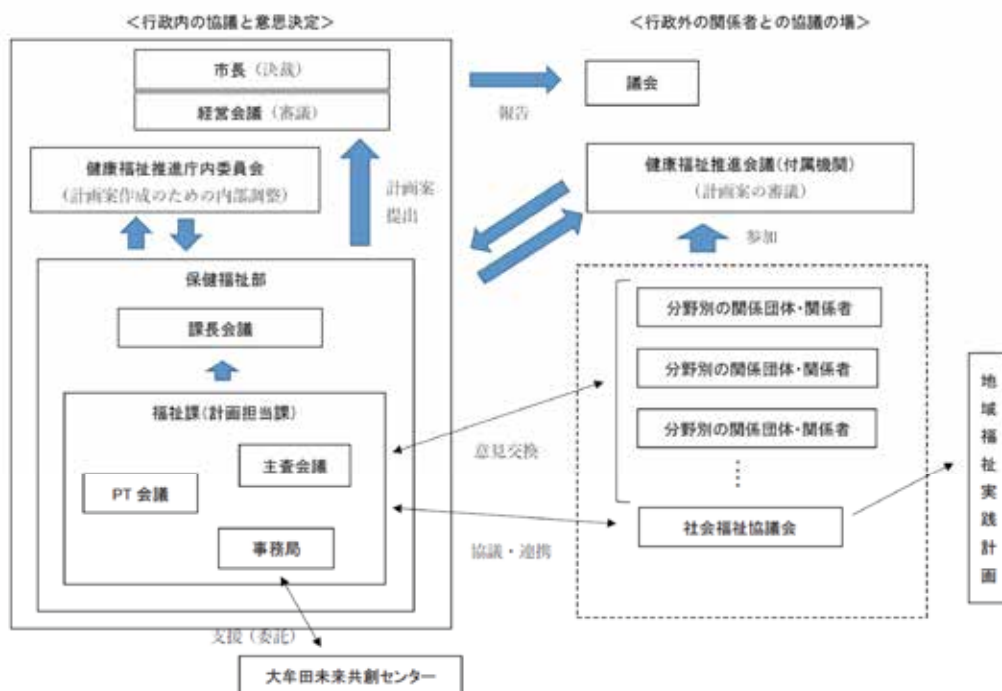 ＜行政内の協議と意思決定＞
市長（決裁）
経営会議（審議）
健康福祉推進庁内委員会
（計画案作成のための内部調整）
計画案
提出
保健福祉部
課長会議
福祉課（計画担当課）
主査会議
PT 会議
事務局
支援（委託）
大牟田未来共創センター
＜行政外の関係者との協議の場＞
報告
議会
健康福祉推進会議（付属機関）
（計画案の審議）
参加
分野別の関係団体・関係者
分野別の関係団体・関係者
分野別の関係団体・関係者
⋮
意見交換
社会福祉協議会
協議・連携
地域福祉実践計画